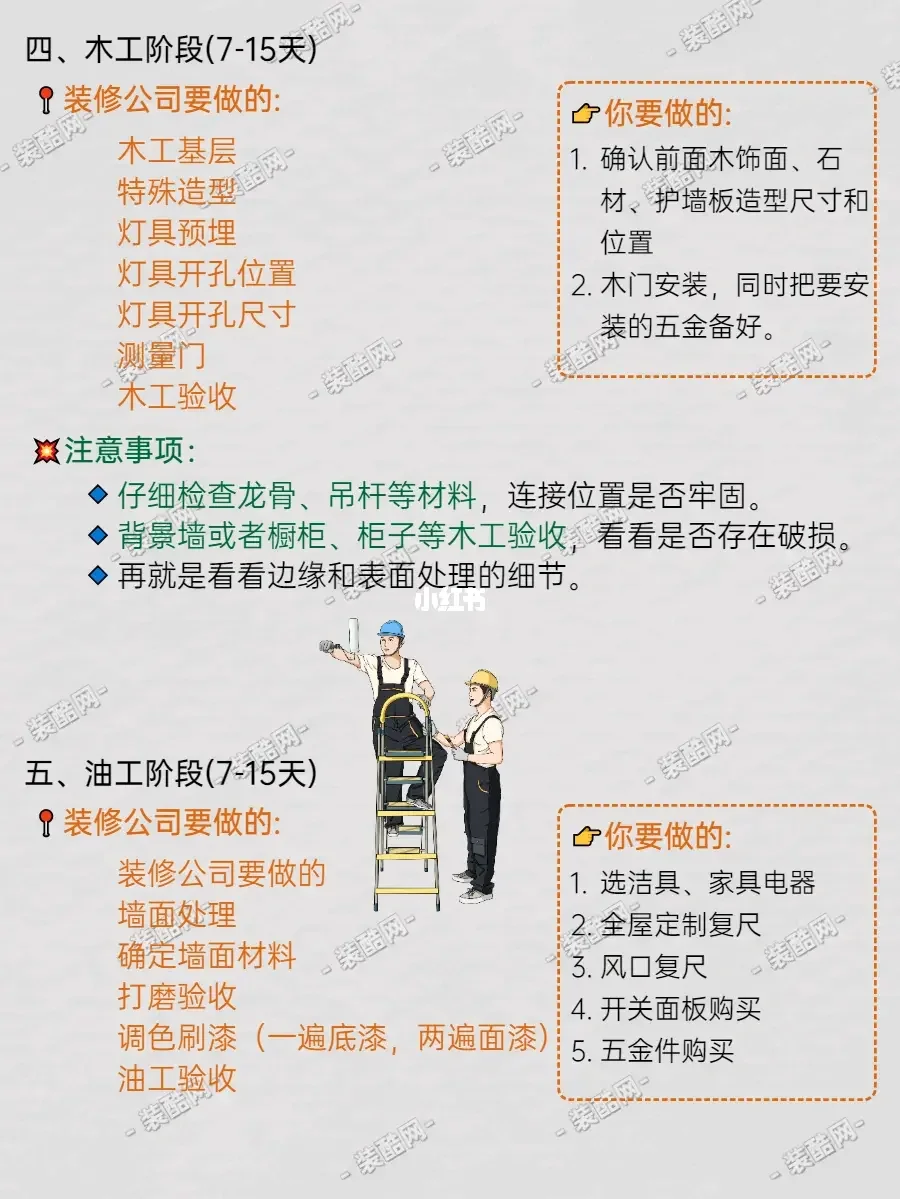 四、木工阶段(7-15天)
装修公司要做的:
木工基层
特殊造型
灯具预埋
灯具开孔位置
灯具开孔尺寸
测量门
木工验收
你要做的:
1. 确认前面木饰面、石
材、护墙板造型尺寸和
位置
2. 木门安装，同时把要安
装的五金备好。
注意事项:
仔细检查龙骨、吊杆等材料，连接位置是否牢固。
背景墙或者橱柜、柜子等木工验收，看看是否存在破损。
再就是看看边缘和表面处理的细节。
小红书
五、油工阶段(7-15天)
装修公司要做的:
装修公司要做的
墙面处理
确定墙面材料
打磨验收
调色刷漆（一遍底漆，两遍面漆）
油工验收
你要做的:
1. 选洁具、家具电器
2. 全屋定制复尺
3. 风口复尺
4. 开关面板购买
5. 五金件购买
- 装酷网-